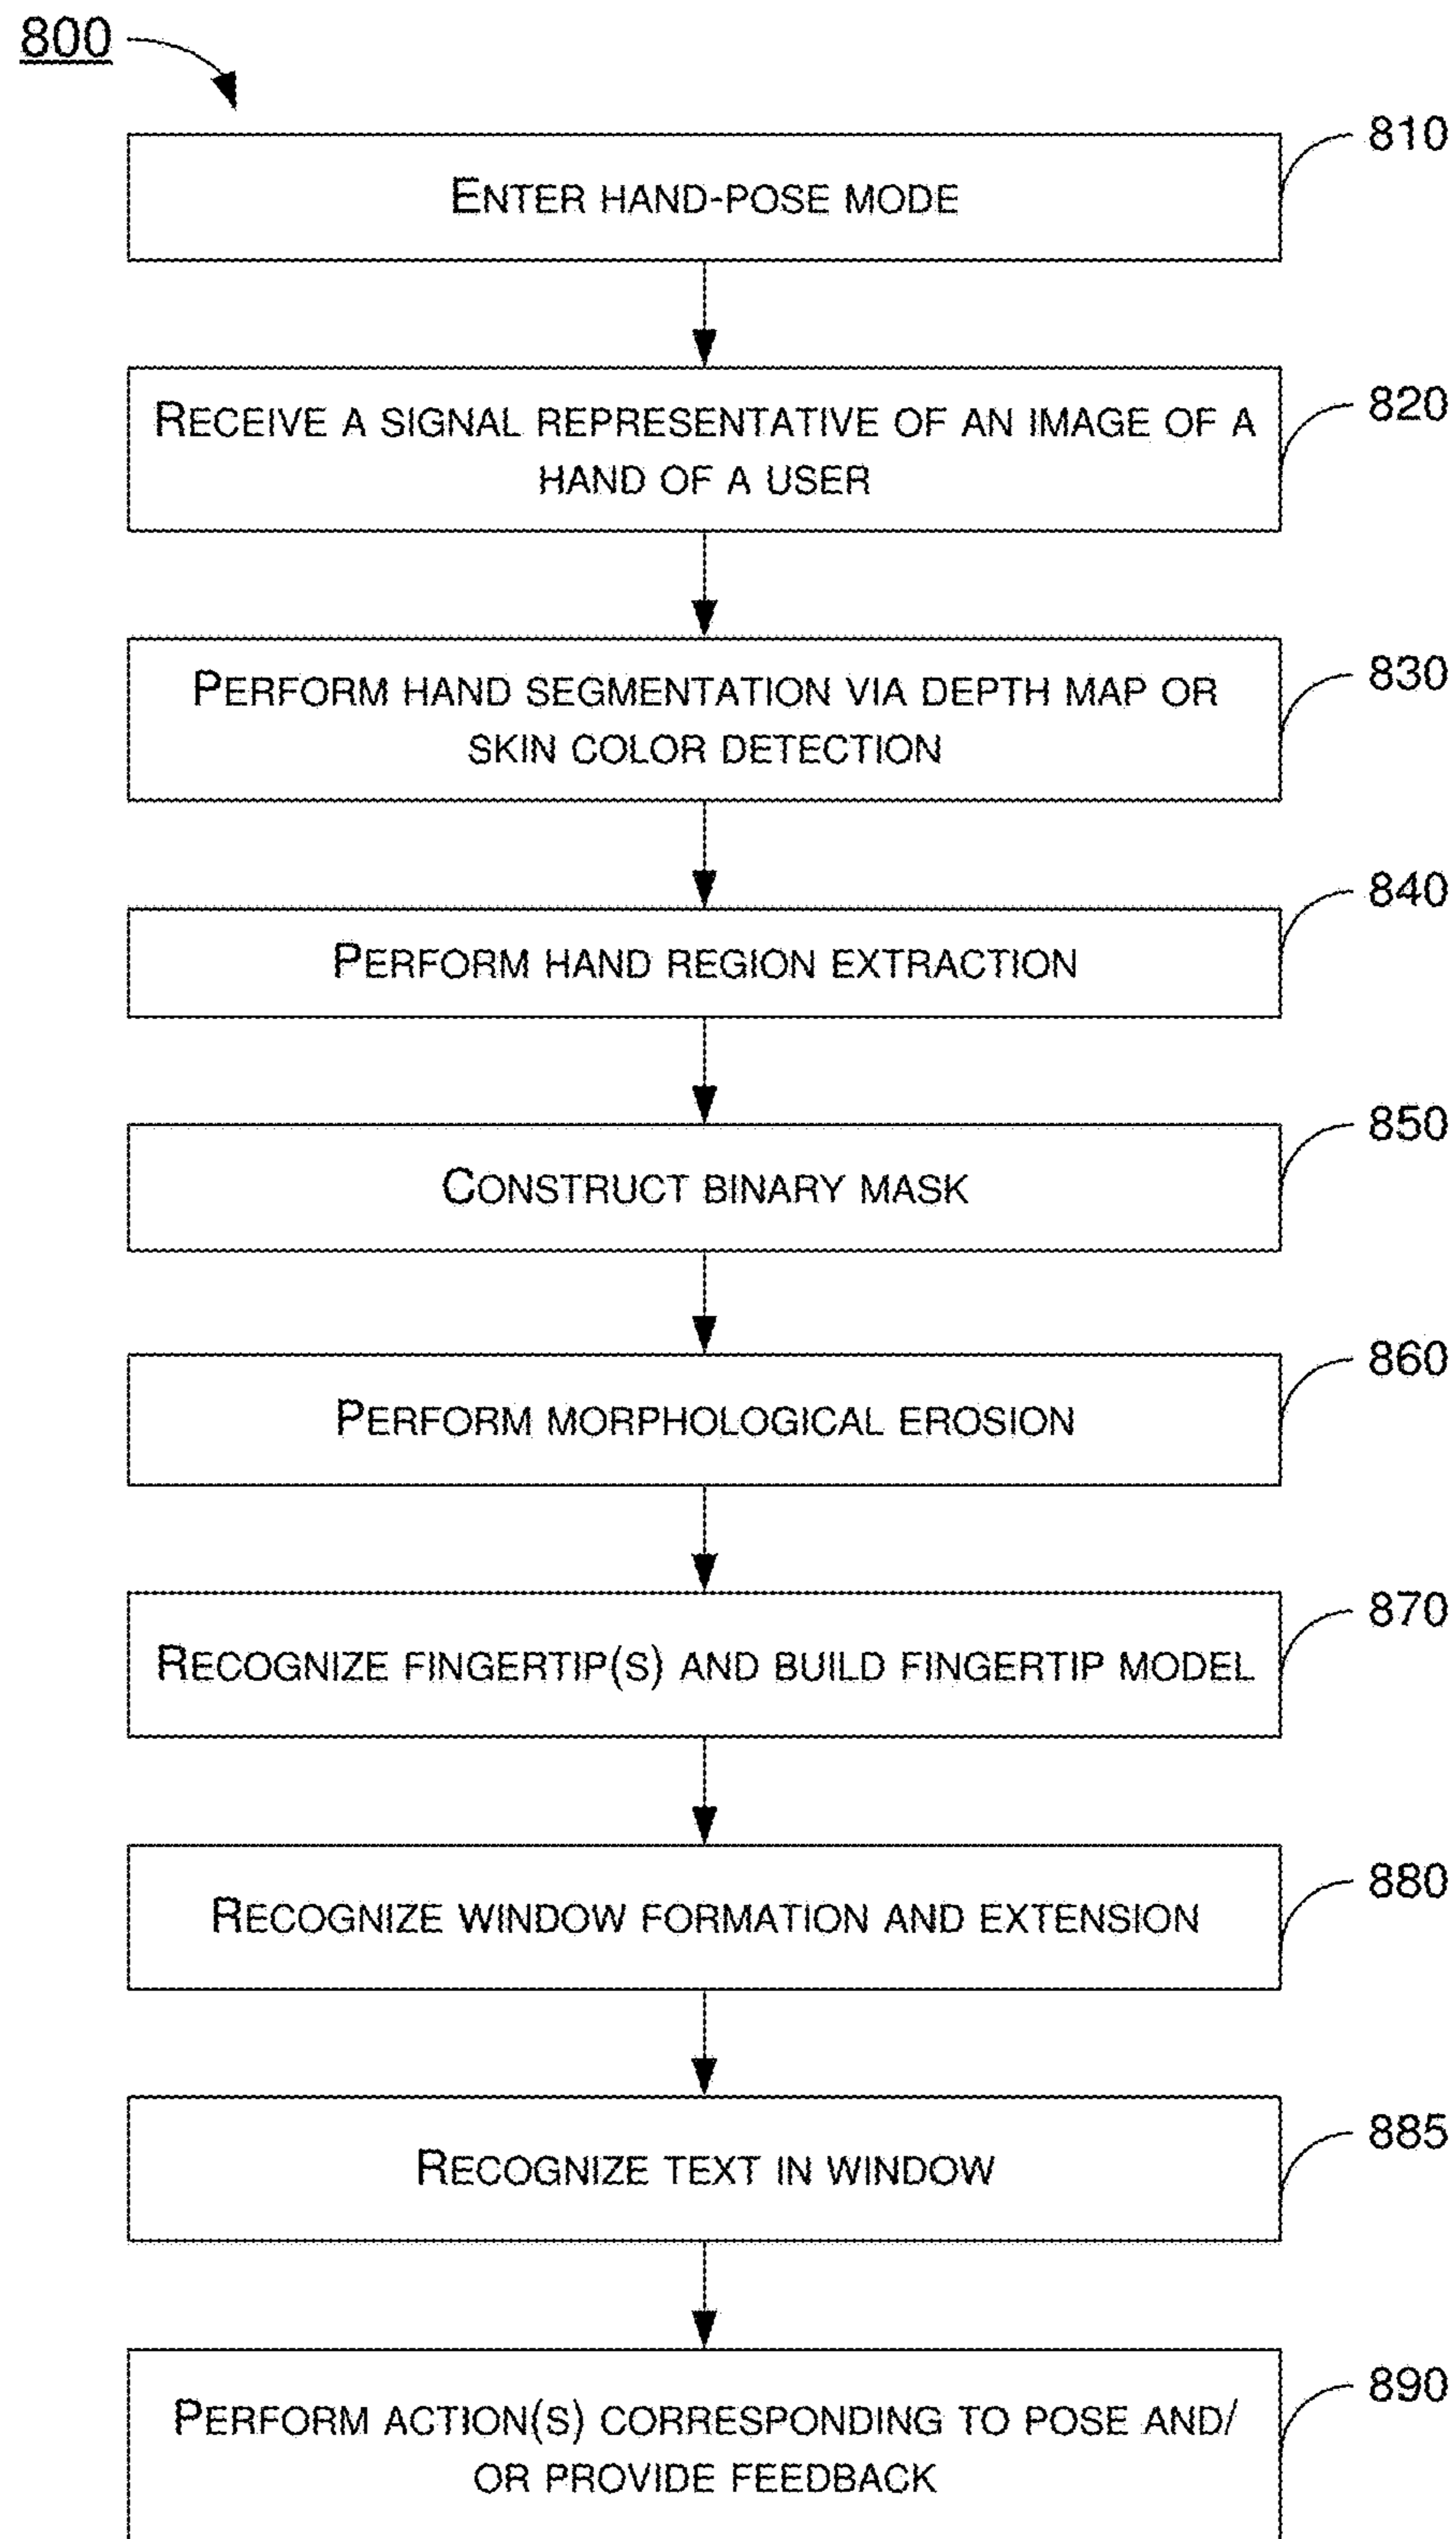 800
810
ENTER HAND-POSE MODE
820
RECEIVE A SIGNAL REPRESENTATIVE OF AN IMAGE OF A
HAND OF A USER
830
PERFORM HAND SEGMENTATION VIA DEPTH MAP OR
SKIN COLOR DETECTION
840
PERFORM HAND REGION EXTRACTION
850
CONSTRUCT BINARY MASK
860
PERFORM MORPHOLOGICAL EROSION
870
RECOGNIZE FINGERTIP(S) AND BUILD FINGERTIP MODEL
880
RECOGNIZE WINDOW FORMATION AND EXTENSION
885
RECOGNIZE TEXT IN WINDOW
890
PERFORM ACTION(S) CORRESPONDING TO POSE AND/
OR PROVIDE FEEDBACK